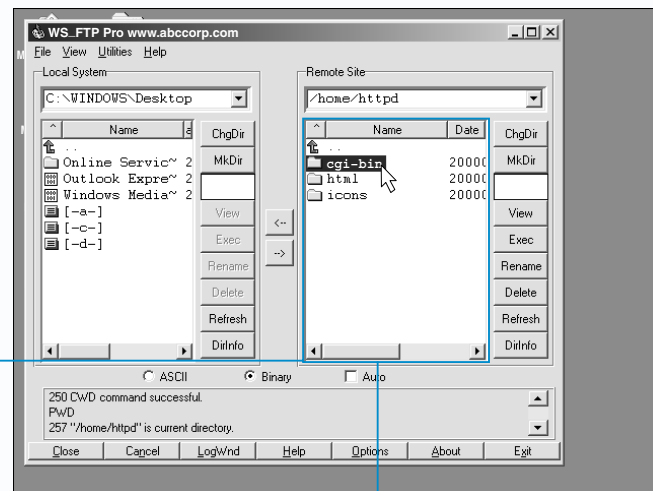 WS_FTP Pro www.abccorp.com
File View Utilities Help
Local System
C:\WINDOWS\Desktop
^ Name
..
Online Servic~ 2
Outlook Expre~ 2
Windows Media~ 2
[-a-]
[-c-]
[-d-]
ChgDir
MkDir
View
Exec
Rename
Delete
Refresh
DirInfo
<--
-->
Remote Site
/home/httpd
^ Name Date
..
cgi-bin 20000
html 20000
icons 20000
ChgDir
MkDir
View
Exec
Rename
Delete
Refresh
DirInfo
ASCII Binary Auto
250 CWD command successful.
PWD
257 "/home/httpd" is current directory.
Close Cancel LogWnd Help Options About Exit